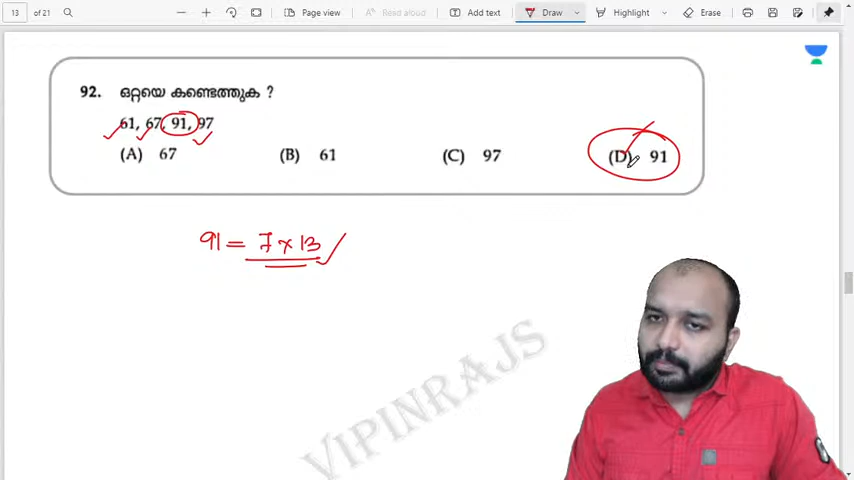 13 of 21 Page view Read aloud Add text Draw Highlight Erase
92. ഒറ്റയെ കണ്ടെത്തുക ?
61, 67, 91, 97
(A) 67 (B) 61 (C) 97 (D) 91
91 = 7 × 13
VIPINRAJS